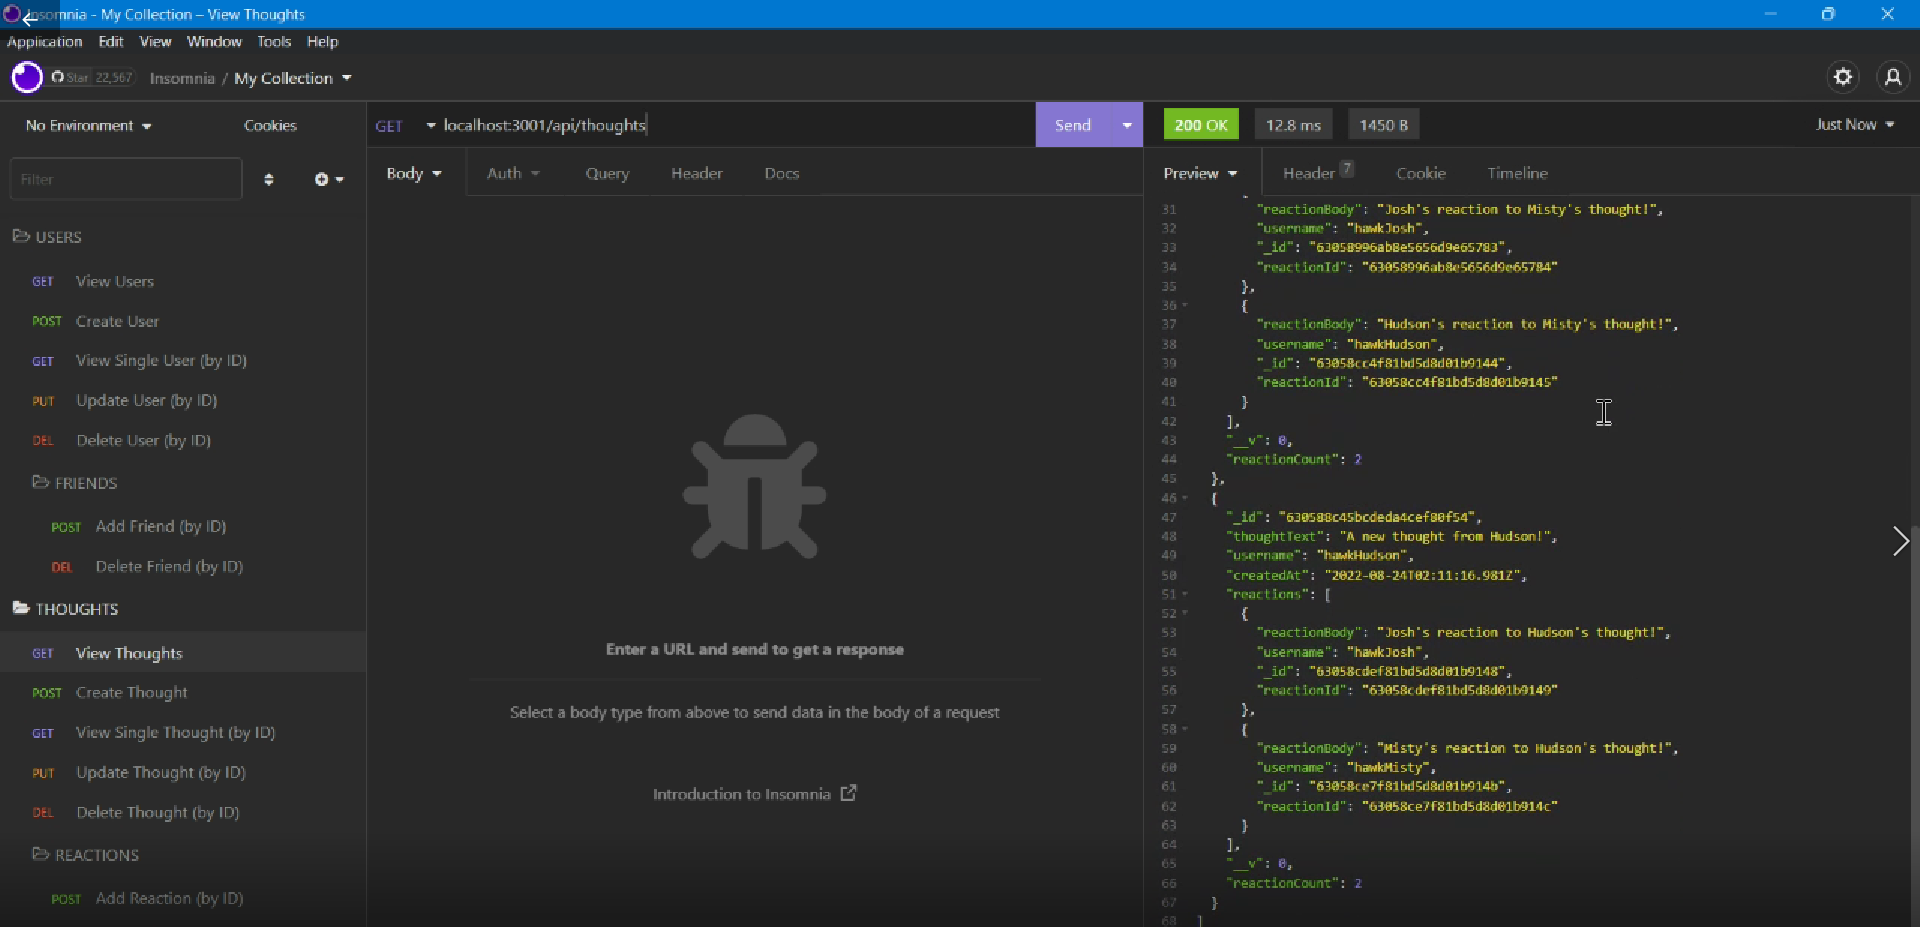 Insomnia - My Collection – View Thoughts
Application Edit View Window Tools Help
Star 22,567 Insomnia / My Collection
No Environment Cookies
GET localhost:3001/api/thoughts Send
200 OK 12.8 ms 1450 B Just Now
Filter
Body Auth Query Header Docs
Preview Header 7 Cookie Timeline
USERS
GET View Users
POST Create User
GET View Single User (by ID)
PUT Update User (by ID)
DEL Delete User (by ID)
FRIENDS
POST Add Friend (by ID)
DEL Delete Friend (by ID)
THOUGHTS
GET View Thoughts
POST Create Thought
GET View Single Thought (by ID)
PUT Update Thought (by ID)
DEL Delete Thought (by ID)
REACTIONS
POST Add Reaction (by ID)
Enter a URL and send to get a response
Select a body type from above to send data in the body of a request
Introduction to Insomnia
31 "reactionBody": "Josh's reaction to Misty's thought!",
32 "username": "hawkJosh",
33 "_id": "63058996ab8e5656d9e65783",
34 "reactionId": "63058996ab8e5656d9e65784"
35 },
36 {
37 "reactionBody": "Hudson's reaction to Misty's thought!",
38 "username": "hawkHudson",
39 "_id": "63058cc4f81bd5d8d01b9144",
40 "reactionId": "63058cc4f81bd5d8d01b9145"
41 }
42 ],
43 "__v": 0,
44 "reactionCount": 2
45 },
46 {
47 "_id": "630588c45bcdeda4cef80f54",
48 "thoughtText": "A new thought from Hudson!",
49 "username": "hawkHudson",
50 "createdAt": "2022-08-24T02:11:16.981Z",
51 "reactions": [
52 {
53 "reactionBody": "Josh's reaction to Hudson's thought!",
54 "username": "hawkJosh",
55 "_id": "63058cdef81bd5d8d01b9148",
56 "reactionId": "63058cdef81bd5d8d01b9149"
57 },
58 {
59 "reactionBody": "Misty's reaction to Hudson's thought!",
60 "username": "hawkMisty",
61 "_id": "63058ce7f81bd5d8d01b914b",
62 "reactionId": "63058ce7f81bd5d8d01b914c"
63 }
64 ],
65 "__v": 0,
66 "reactionCount": 2
67 }
68 ]